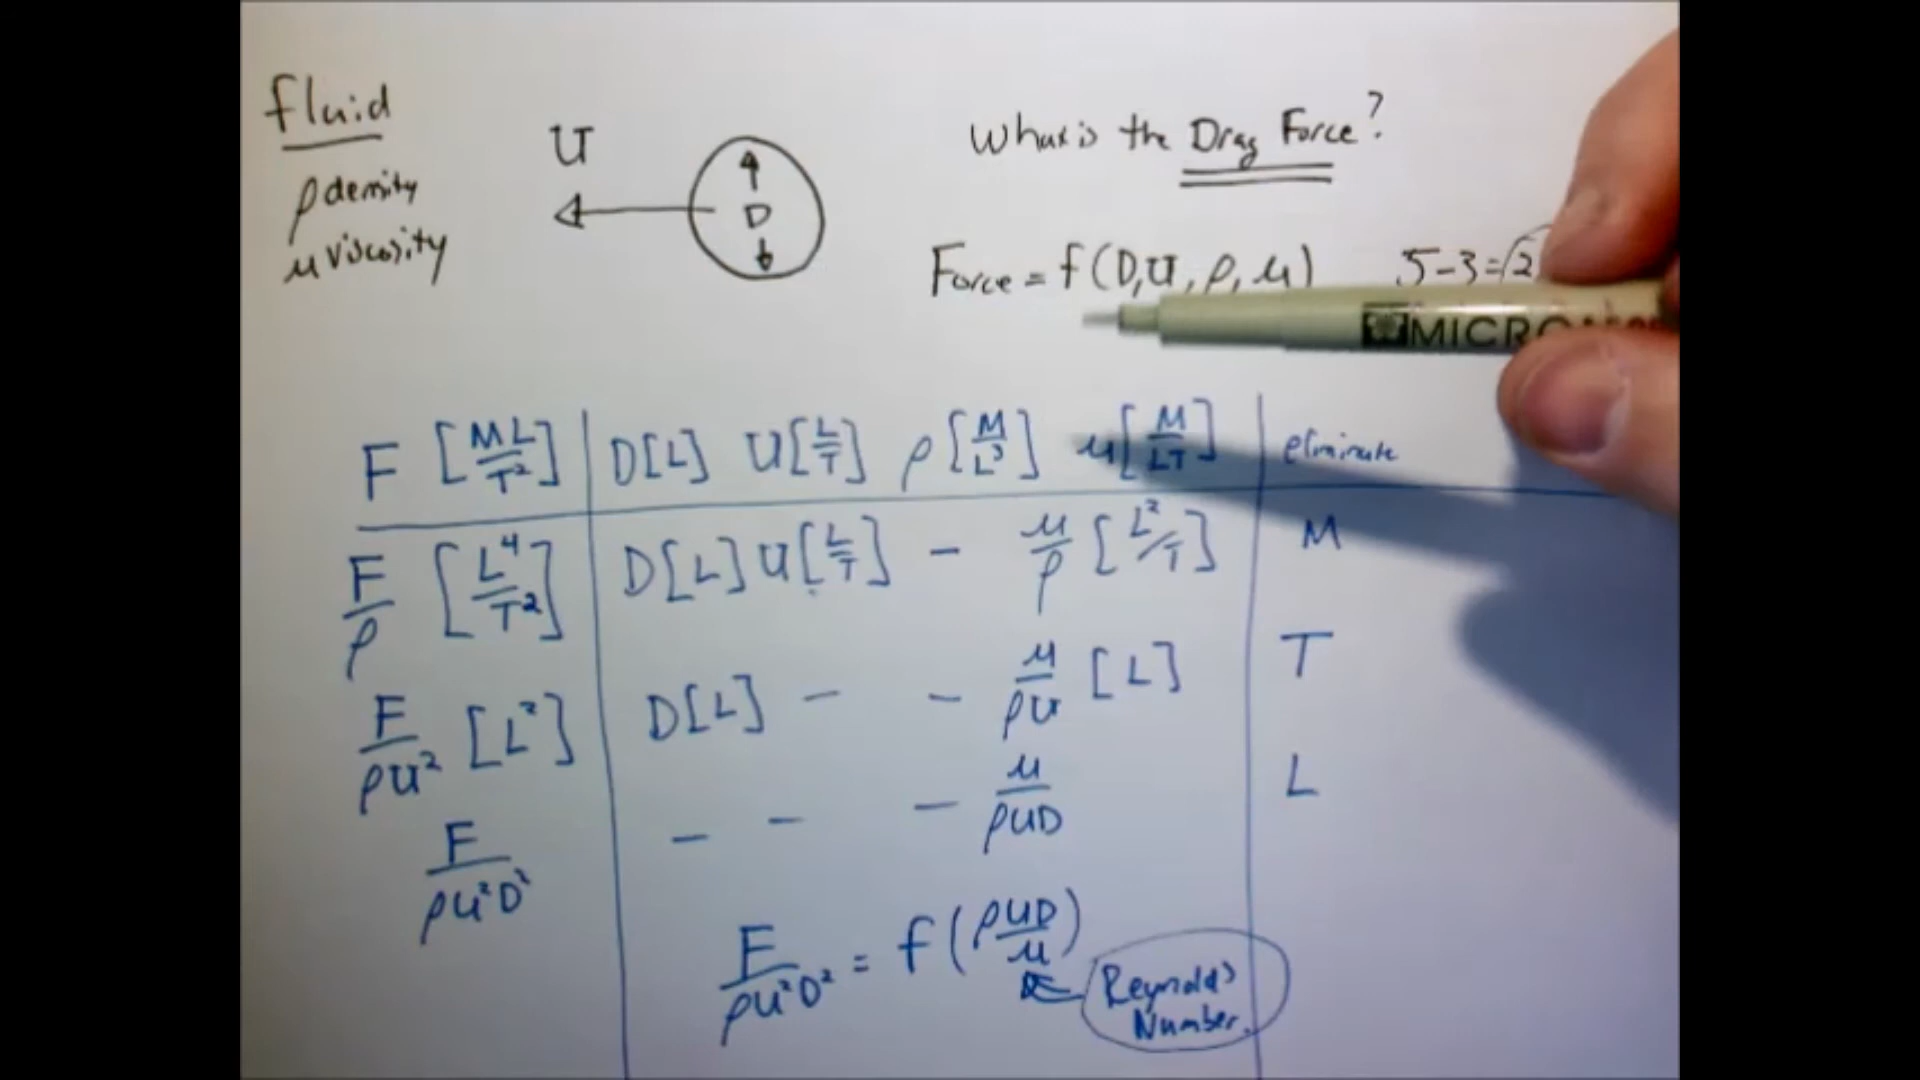 fluid
ρ density
μ viscosity
U
D
What is the Drag Force?
Force = f(D,U,ρ,μ) 5-3=2
MICRO
F [ML/T²] D[L] U[L/T] ρ[M/L³] μ[M/LT] eliminate
F/ρ [L⁴/T²] D[L] U[L/T] - μ/ρ [L²/T] M
F/ρU² [L²] D[L] - - μ/ρU [L] T
F/ρU²D² - - - μ/ρUD L
F/ρU²D² = f(ρUD/μ)
Reynolds
Number.